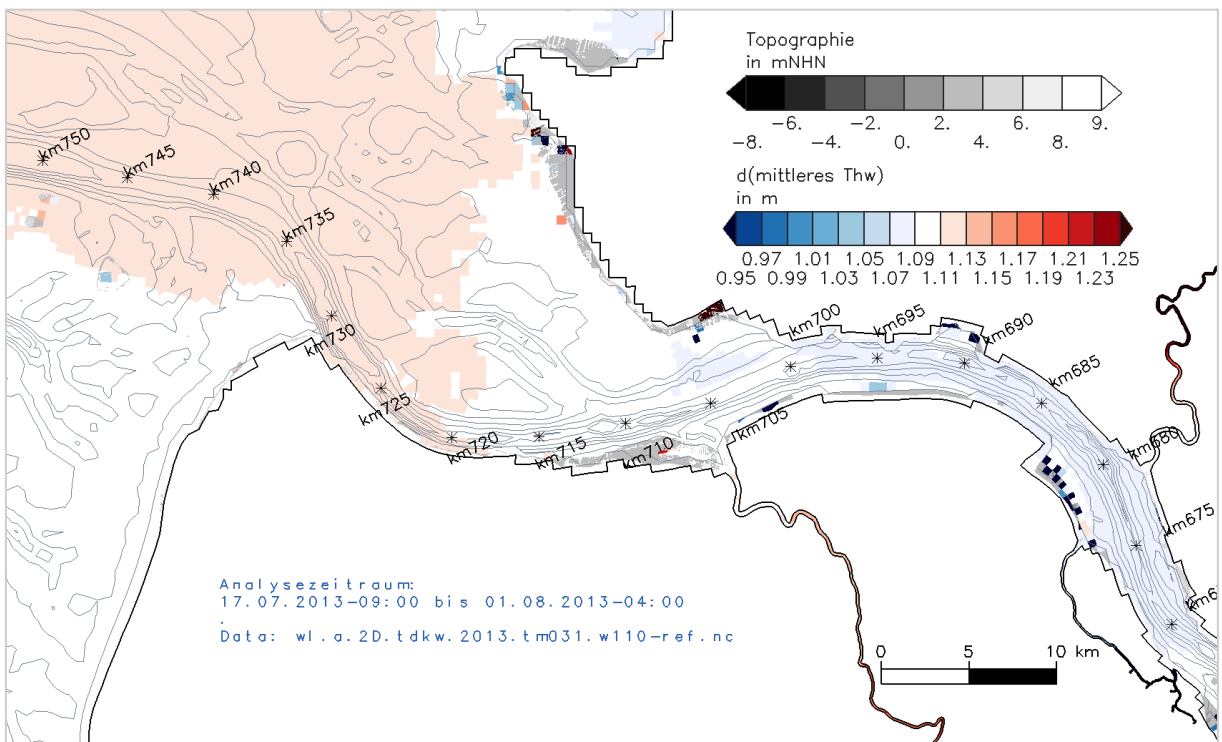 Topographie
in mNHN
-6. -2. 2. 6. 9.
-8. -4. 0. 4. 8.
d(mittleres Thw)
in m
0.97 1.01 1.05 1.09 1.13 1.17 1.21 1.25
0.95 0.99 1.03 1.07 1.11 1.15 1.19 1.23
km750
km745
km740
km735
km730
km725
km720
km715
km710
km705
km700
km695
km690
km685
km680
km675
Analysezeitraum:
17.07.2013-09:00 bis 01.08.2013-04:00
.
Data: wl.a.2D.tdkw.2013.tm031.w110-ref.nc
0 5 10 km